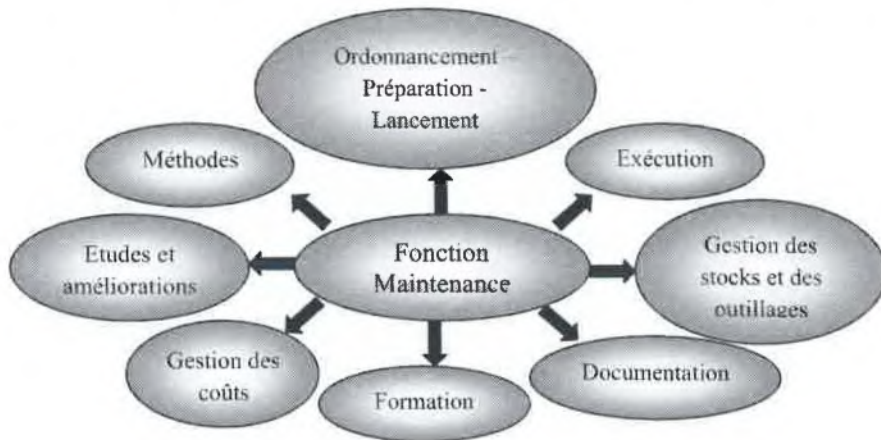 Ordonnancement –
Préparation -
Lancement
Méthodes
Exécution
Etudes et
améliorations
Fonction
Maintenance
Gestion des
stocks et des
outillages
Gestion des
coûts
Formation
Documentation